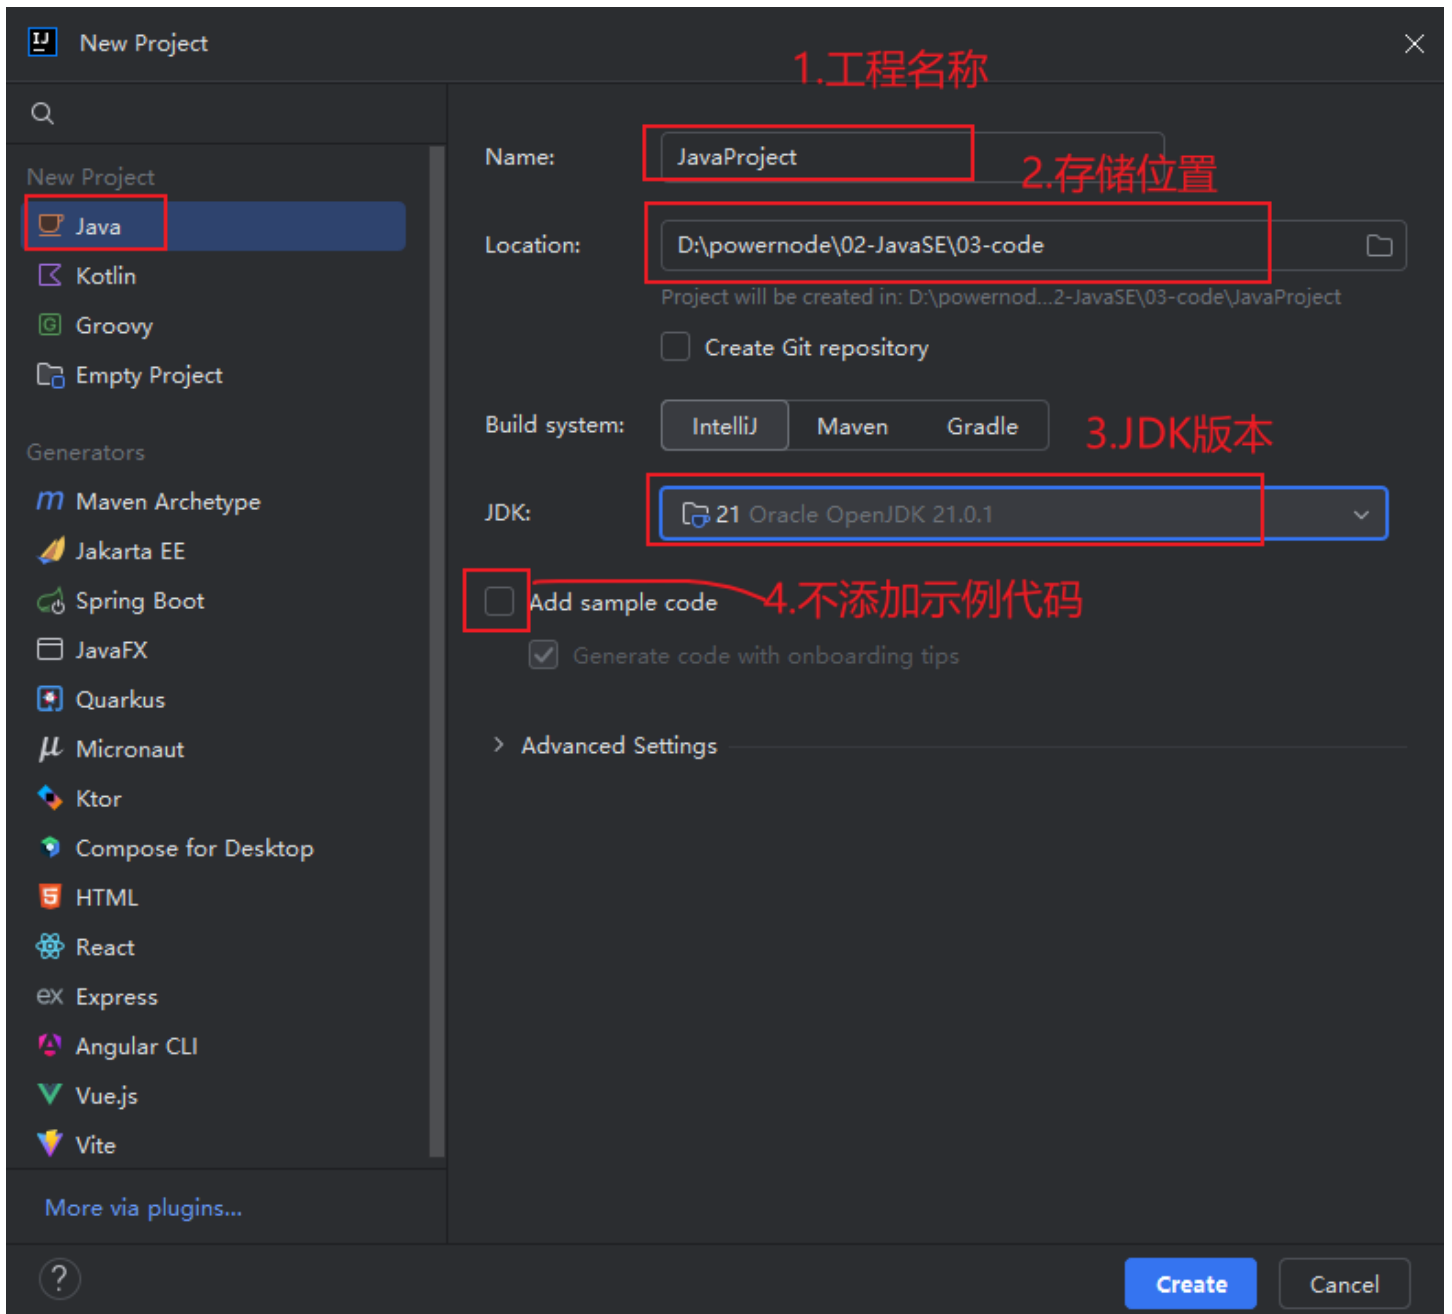 New Project
1.工程名称
New Project
Java
Kotlin
Groovy
Empty Project
Generators
Maven Archetype
Jakarta EE
Spring Boot
JavaFX
Quarkus
Micronaut
Ktor
Compose for Desktop
HTML
React
Express
Angular CLI
Vue.js
Vite
More via plugins...
Name: JavaProject
2.存储位置
Location: D:\powernode\02-JavaSE\03-code
Project will be created in: D:\powernod...2-JavaSE\03-code\JavaProject
Create Git repository
Build system: IntelliJ Maven Gradle
3.JDK版本
JDK: 21 Oracle OpenJDK 21.0.1
Add sample code 4.不添加示例代码
Generate code with onboarding tips
Advanced Settings
? Create Cancel